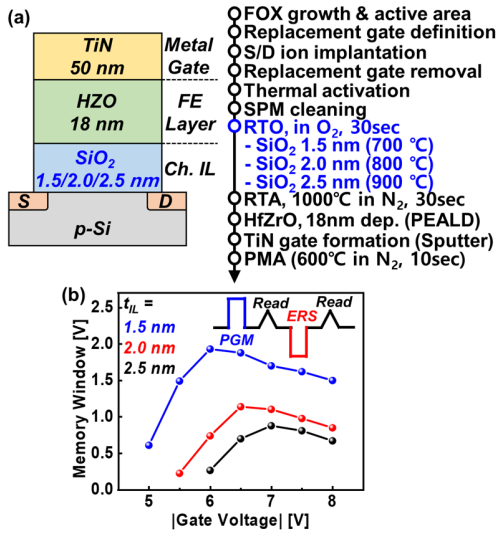 (a)
TiN
50 nm
Metal
Gate
HZO
18 nm
FE
Layer
SiO2
1.5/2.0/2.5 nm
Ch. IL
S
D
p-Si
FOX growth & active area
Replacement gate definition
S/D ion implantation
Replacement gate removal
Thermal activation
SPM cleaning
RTO, in O2, 30sec
- SiO2 1.5 nm (700 ℃)
- SiO2 2.0 nm (800 ℃)
- SiO2 2.5 nm (900 ℃)
RTA, 1000℃ in N2, 30sec
HfZrO, 18nm dep. (PEALD)
TiN gate formation (Sputter)
PMA (600℃ in N2, 10sec)
(b)
tIL =
1.5 nm
2.0 nm
2.5 nm
PGM
Read
ERS
Read
Memory Window [V]
2.5
2.0
1.5
1.0
0.5
0.0
5 6 7 8
|Gate Voltage| [V]